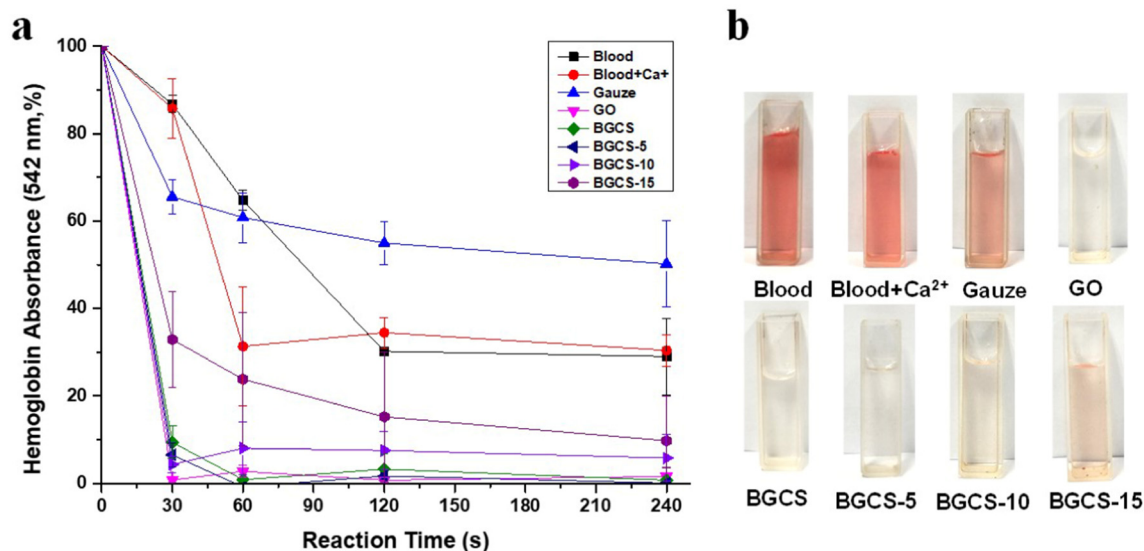 a
b
100
80
60
40
20
0
Hemoglobin Absorbance (542 nm,%)
Blood
Blood+Ca+
Gauze
GO
BGCS
BGCS-5
BGCS-10
BGCS-15
0 30 60 90 120 150 180 210 240
Reaction Time (s)
Blood Blood+Ca²⁺ Gauze GO
BGCS BGCS-5 BGCS-10 BGCS-15